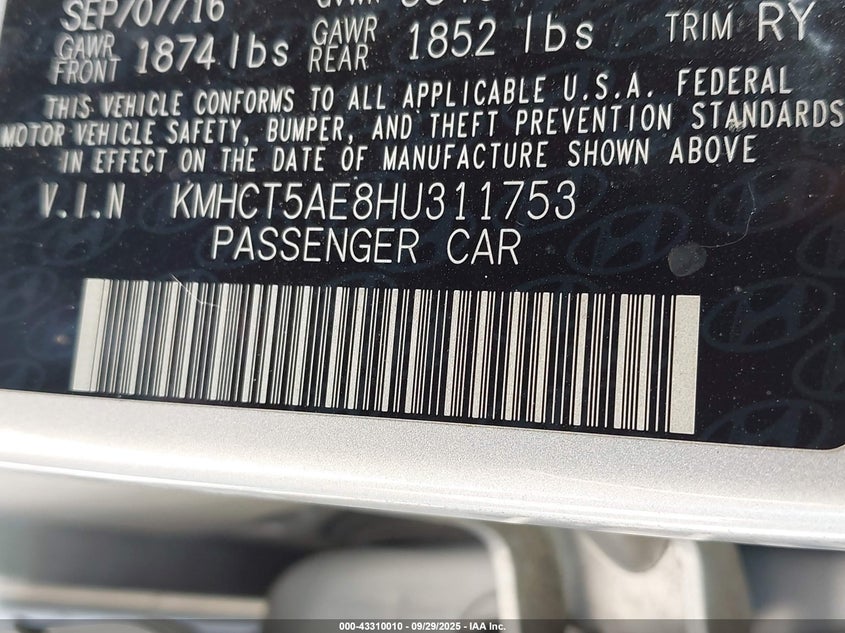 SEP/07/16
GAWR FRONT 1874 lbs GAWR REAR 1852 lbs TRIM RY
THIS VEHICLE CONFORMS TO ALL APPLICABLE U.S.A. FEDERAL
MOTOR VEHICLE SAFETY, BUMPER, AND THEFT PREVENTION STANDARDS
IN EFFECT ON THE DATE OF MANUFACTURE SHOWN ABOVE
V.I.N KMHCT5AE8HU311753
PASSENGER CAR
000-43310010 - 09/29/2025 - IAA Inc.